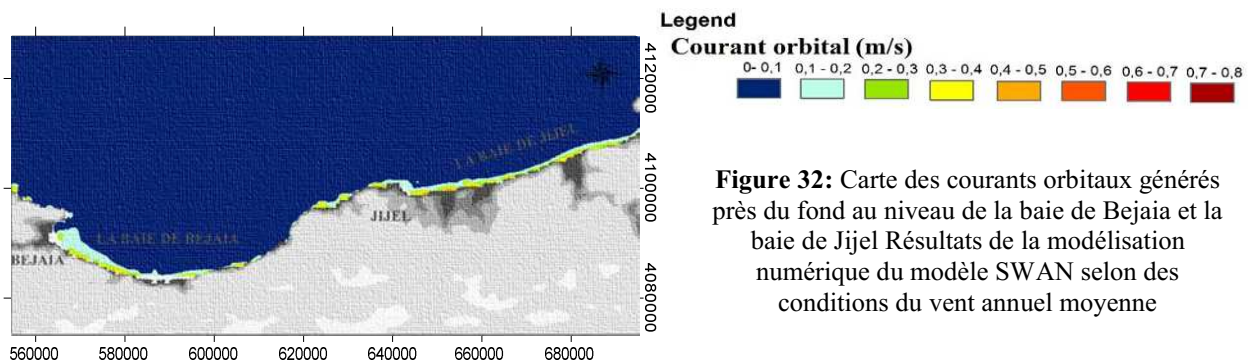 Legend
Courant orbital (m/s)
0- 0,1 0,1 - 0,2 0,2 - 0,3 0,3 - 0,4 0,4 - 0,5 0,5 - 0,6 0,6 - 0,7 0,7 - 0,8
4120000
4100000
4080000
LA BAIE DE JIJEL
JIJEL
LA BAIE DE BEJAIA
BEJAIA
560000 580000 600000 620000 640000 660000 680000
Figure 32: Carte des courants orbitaux générés
près du fond au niveau de la baie de Bejaia et la
baie de Jijel Résultats de la modélisation
numérique du modèle SWAN selon des
conditions du vent annuel moyenne